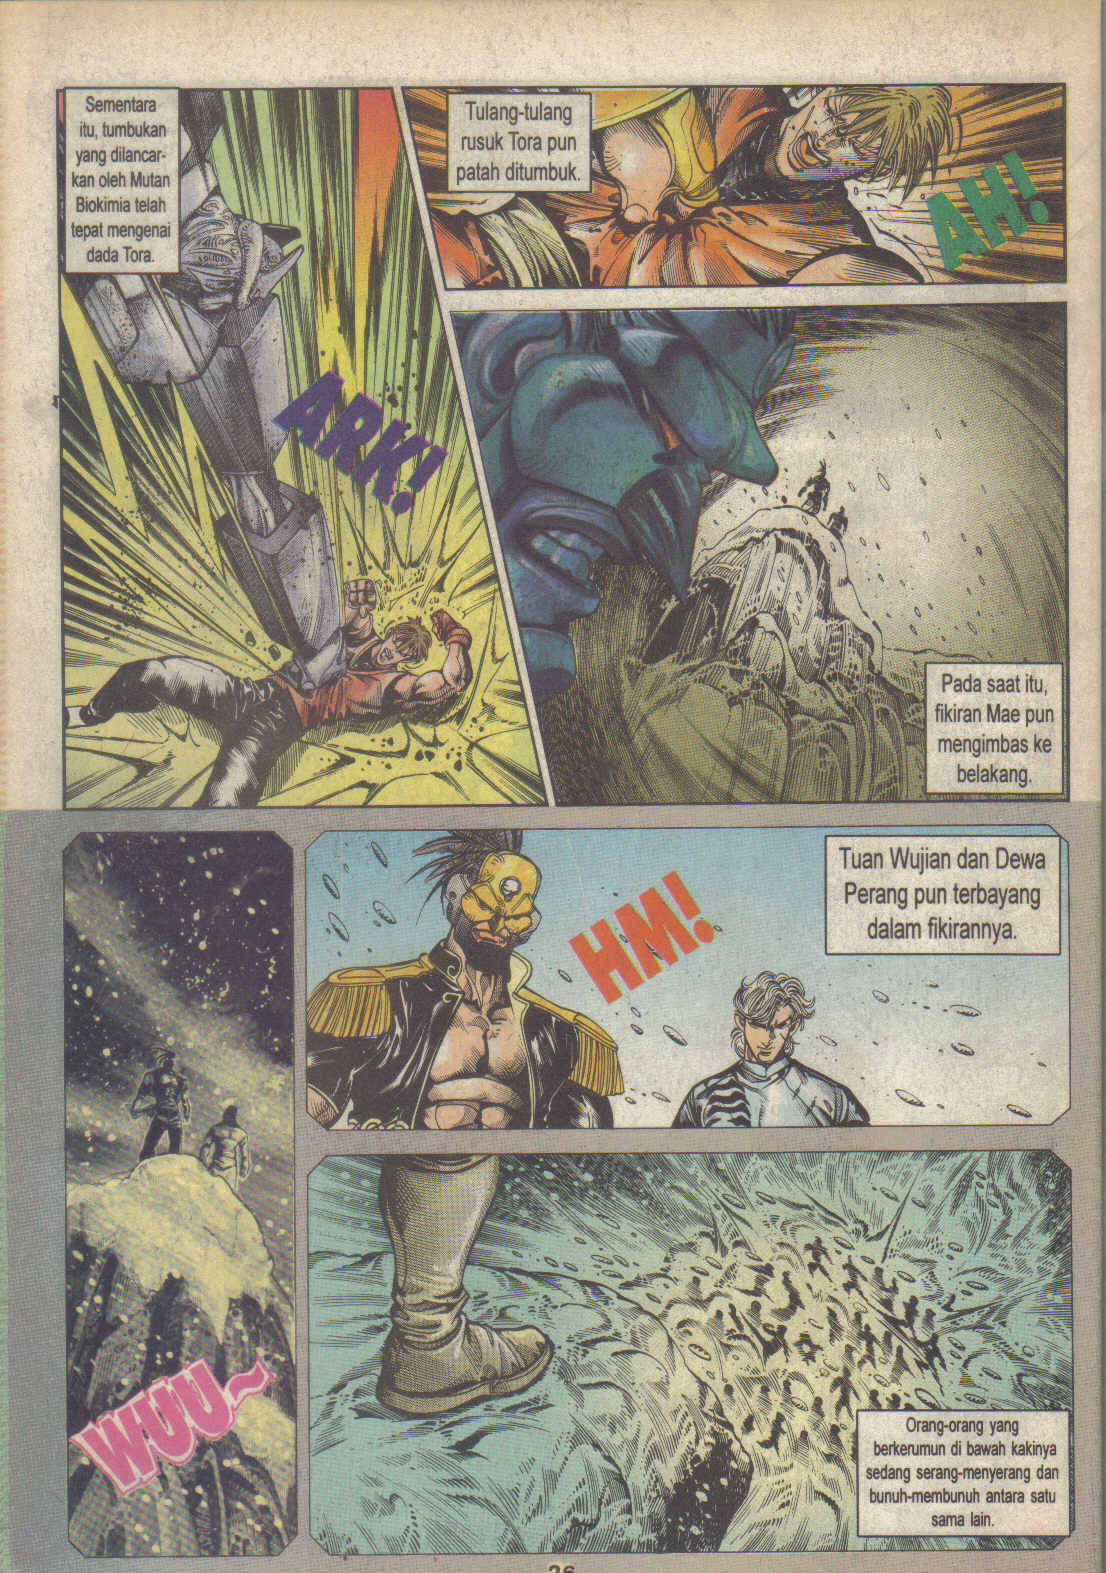 Sementara
itu, tumbukan
yang dilancar-
kan oleh Mutan
Biokimia telah
tepat mengenai
dada Tora.
Tulang-tulang
rusuk Tora pun
patah ditumbuk.
AH!
ARK!
Pada saat itu,
fikiran Mae pun
mengimbas ke
belakang.
WUU~
Tuan Wujian dan Dewa
Perang pun terbayang
dalam fikirannya.
HM!
Orang-orang yang
berkerumun di bawah kakinya
sedang serang-menyerang dan
bunuh-membunuh antara satu
sama lain.